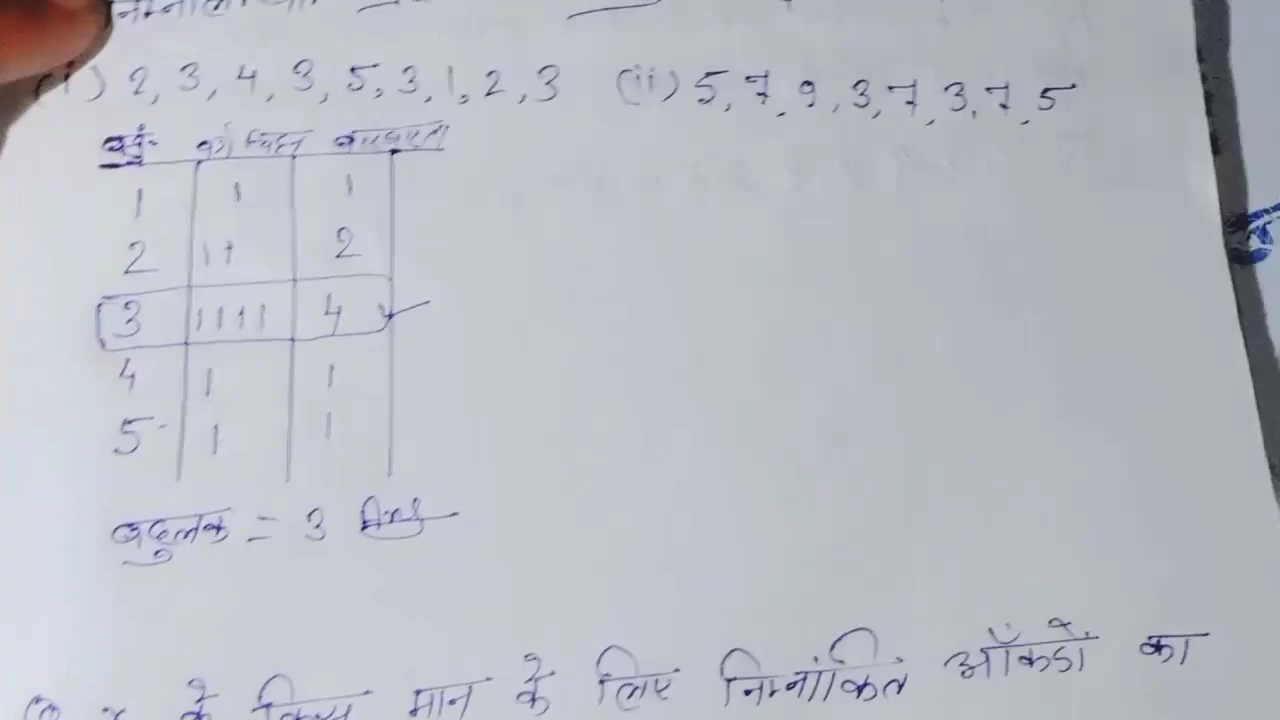 (i) 2, 3, 4, 3, 5, 3, 1, 2, 3 (ii) 5, 7, 9, 3, 7, 3, 7, 5
चिह्न
1 1 1
2 11 2
3 1111 4
4 1 1
5 1 1
बहुलक = 3 Ans
के किस मान के लिए निम्नांकित आँकडों का